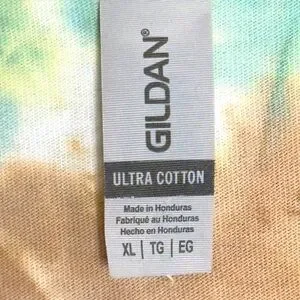 GILDAN®
ULTRA COTTON
Made in Honduras
Fabriqué au Honduras
Hecho en Honduras
XL | TG | EG